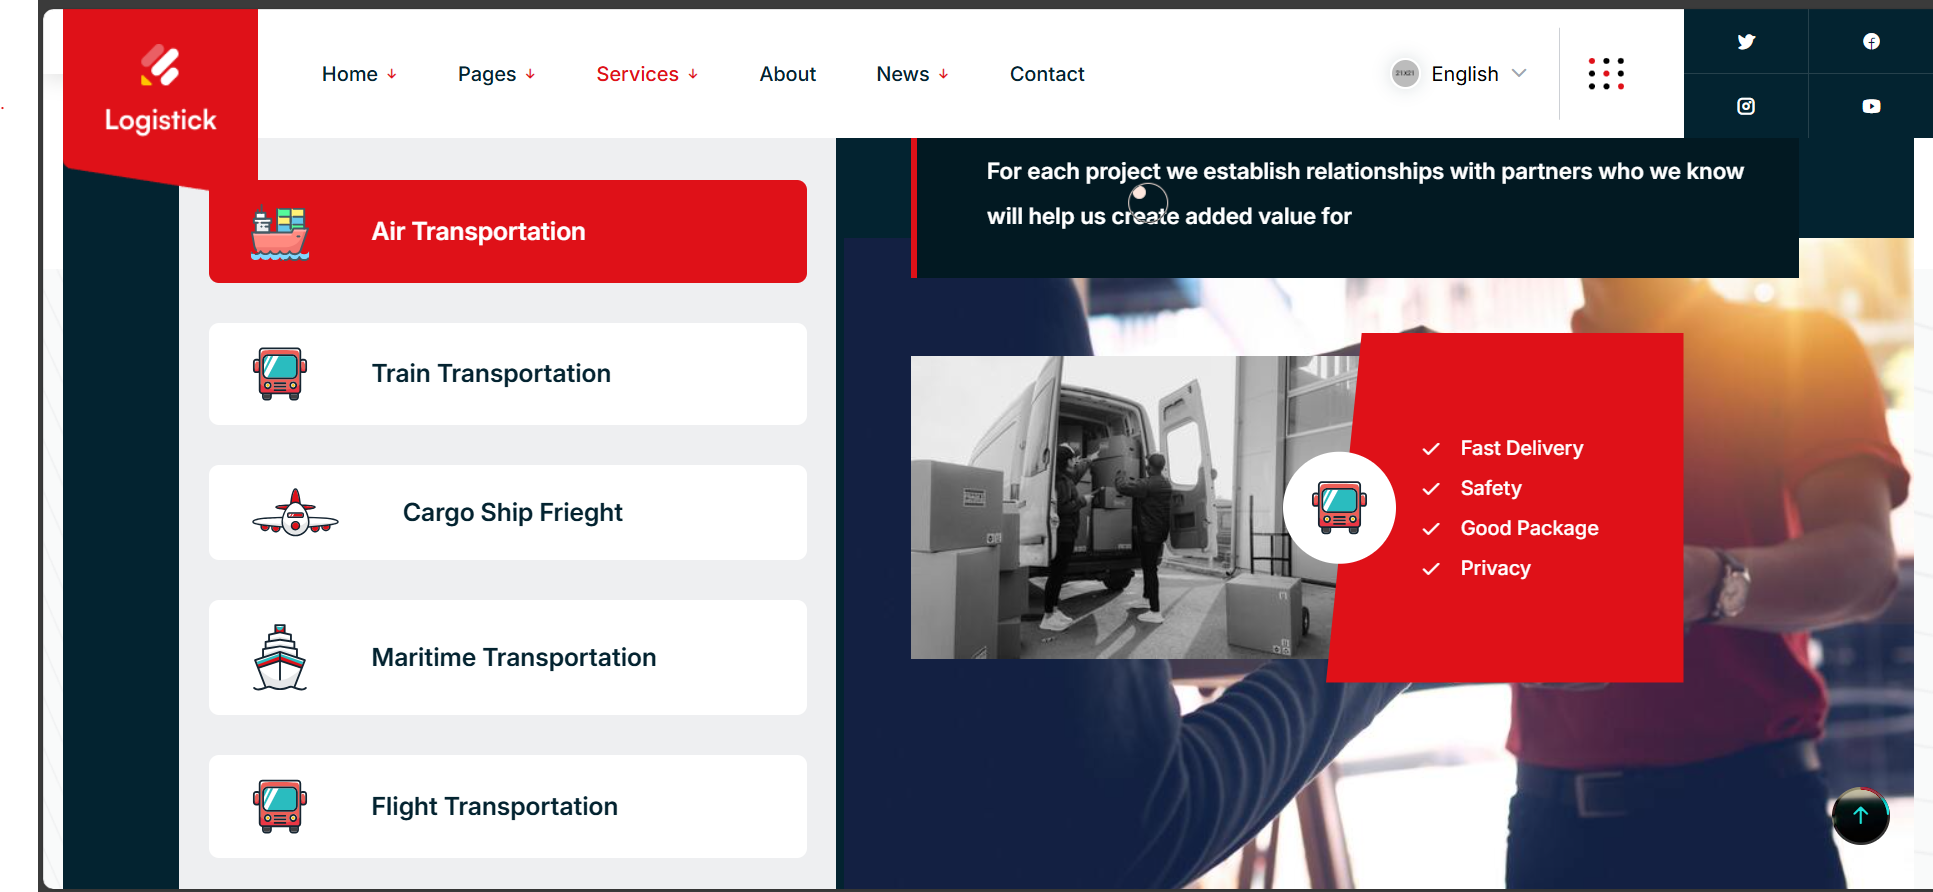 Logistick
Home
Pages
Services
About
News
Contact
21X21
English
Air Transportation
Train Transportation
Cargo Ship Frieght
Maritime Transportation
Flight Transportation
For each project we establish relationships with partners who we know
will help us create added value for
Fast Delivery
Safety
Good Package
Privacy